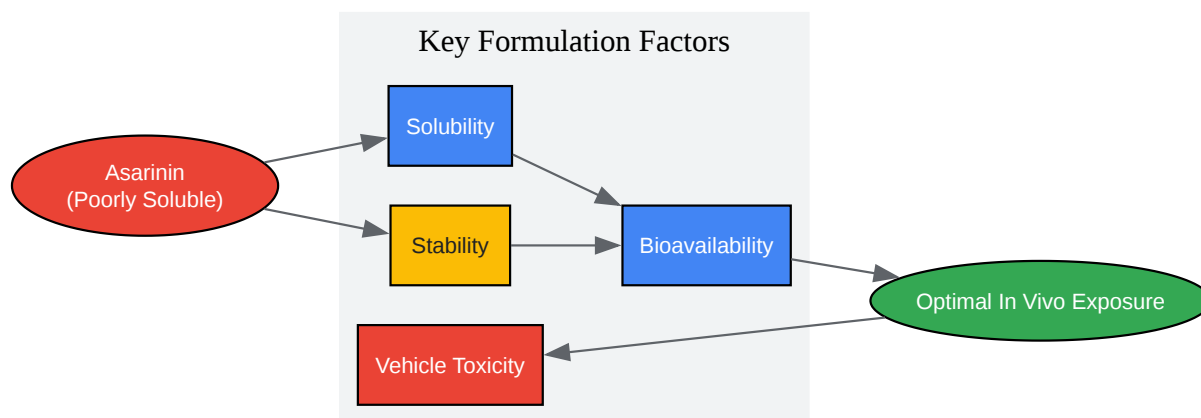 Key Formulation Factors
Solubility
Asarinin
(Poorly Soluble)
Stability
Bioavailability
Optimal In Vivo Exposure
Vehicle Toxicity